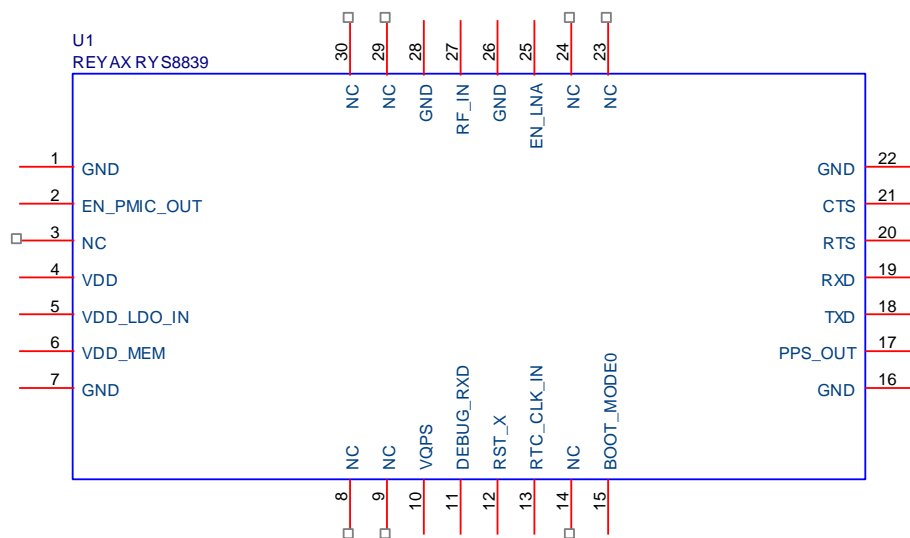 U1
REYAX RYS8839
30 29 28 27 26 25 24 23
NC NC GND RF_IN GND EN_LNA NC NC
1 GND
2 EN_PMIC_OUT
3 NC
4 VDD
5 VDD_LDO_IN
6 VDD_MEM
7 GND
GND 22
CTS 21
RTS 20
RXD 19
TXD 18
PPS_OUT 17
GND 16
NC NC VQPS DEBUG_RXD RST_X RTC_CLK_IN NC BOOT_MODE0
8 9 10 11 12 13 14 15